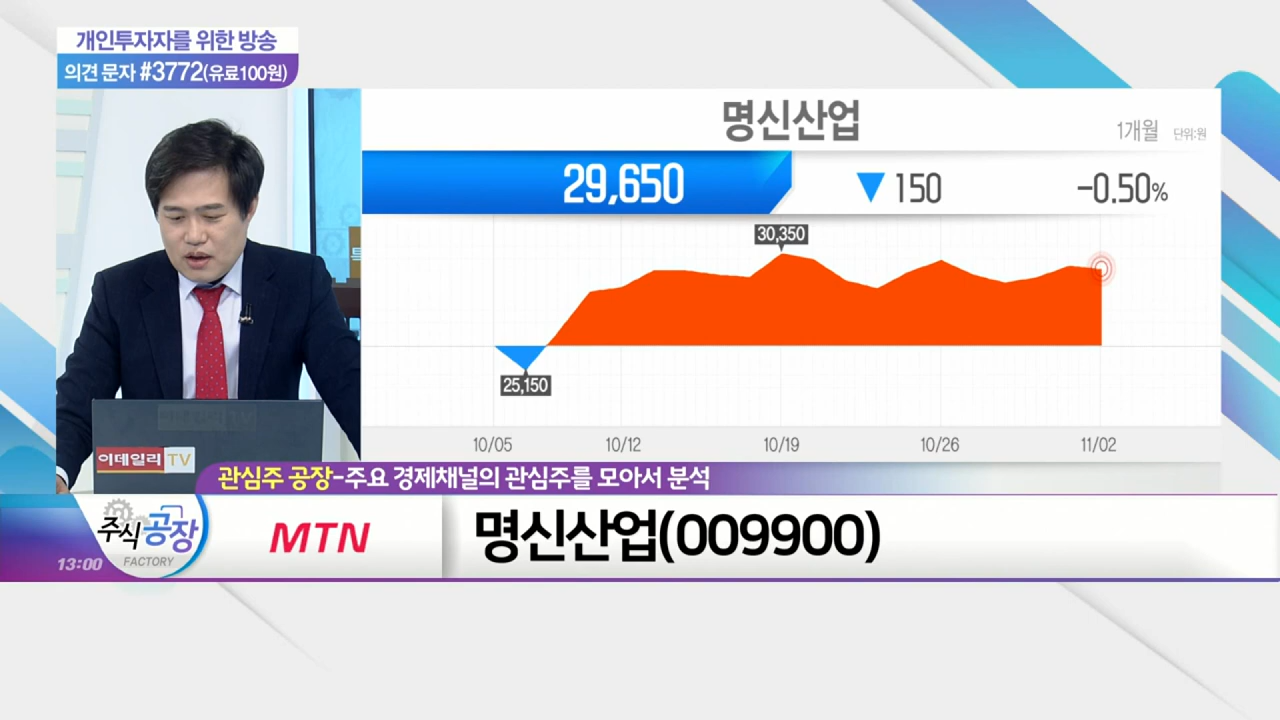 개인투자자를 위한 방송
의견 문자 #3772(유료100원)
명신산업
1개월 단위:원
29,650 ▼ 150 -0.50%
30,350
25,150
10/05 10/12 10/19 10/26 11/02
이데일리 TV
관심주 공장-주요 경제채널의 관심주를 모아서 분석
주식공장
FACTORY
13:00
MTN
명신산업(009900)